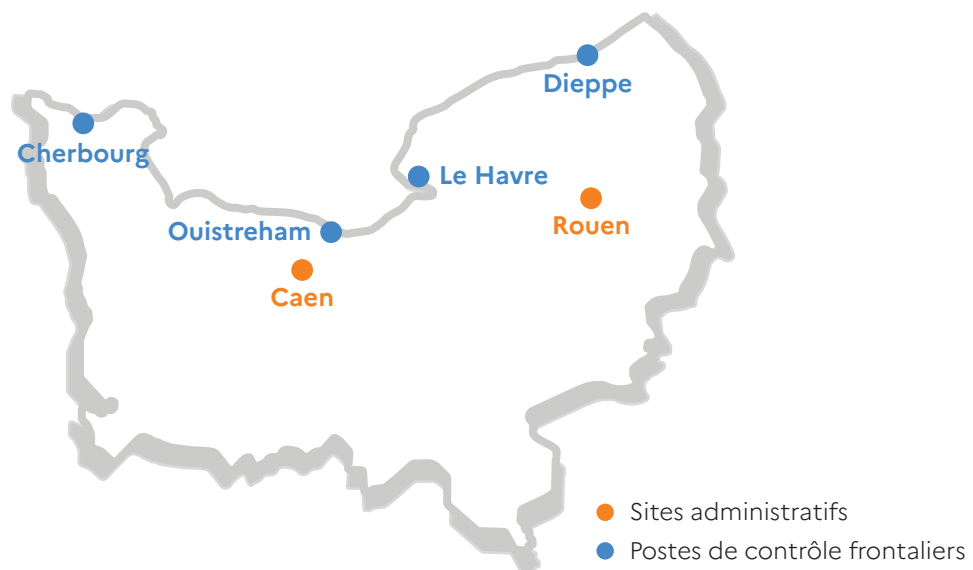 Dieppe
Cherbourg
Le Havre
Rouen
Ouistreham
Caen
Sites administratifs
Postes de contrôle frontaliers